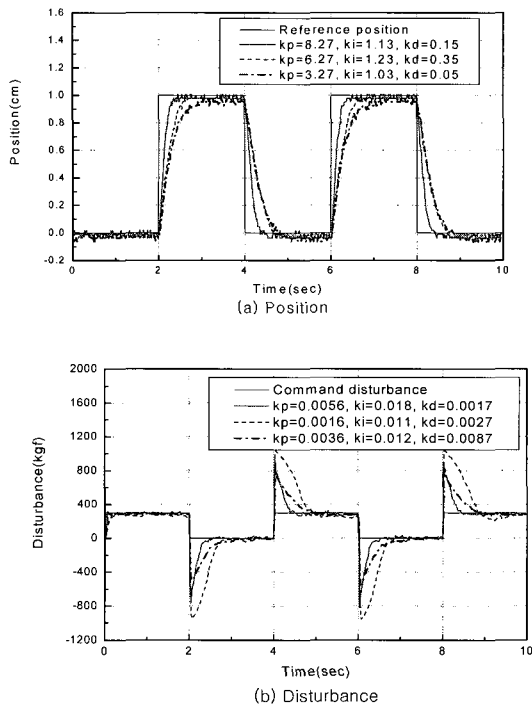 Reference position
kp=8.27, ki=1.13, kd=0.15
kp=6.27, ki=1.23, kd=0.35
kp=3.27, ki=1.03, kd=0.05
1.6
1.4
1.2
1.0
0.8
0.6
0.4
0.2
0.0
-0.2
Position(cm)
0 2 4 6 8 10
Time(sec)
(a) Position
Command disturbance
kp=0.0056, ki=0.018, kd=0.0017
kp=0.0016, ki=0.011, kd=0.0027
kp=0.0036, ki=0.012, kd=0.0087
2000
1600
1200
800
400
0
-400
-800
-1200
Disturbance(kgf)
0 2 4 6 8 10
Time(sec)
(b) Disturbance